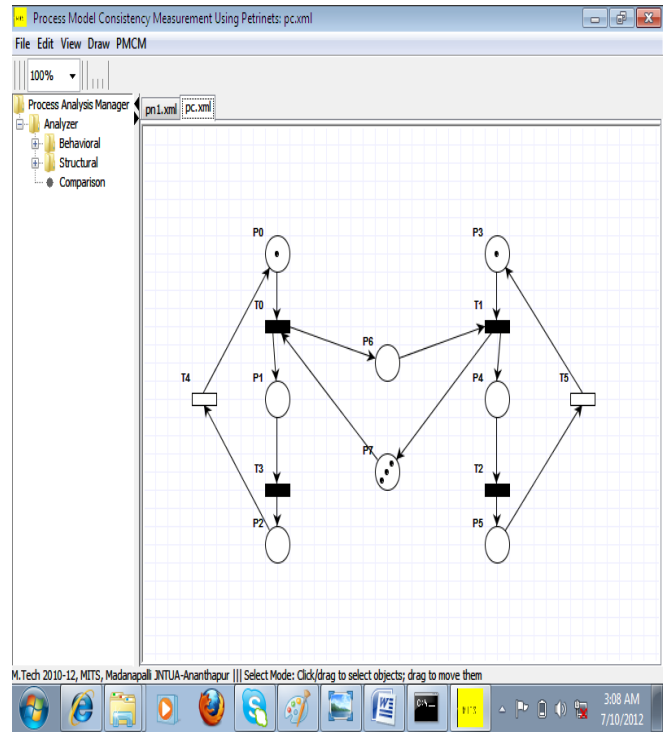 Process Model Consistency Measurement Using Petrinets: pc.xml
File Edit View Draw PMCM
100%
Process Analysis Manager
pn1.xml pc.xml
Analyzer
Behavioral
Structural
Comparison
P0 P3
T0 T1
P6
T4 P1 P4 T5
P7
T3 T2
P2 P5
M.Tech 2010-12, MITS, Madanapalli JNTUA-Ananthapur ||| Select Mode: Click/drag to select objects; drag to move them
3:08 AM
7/10/2012